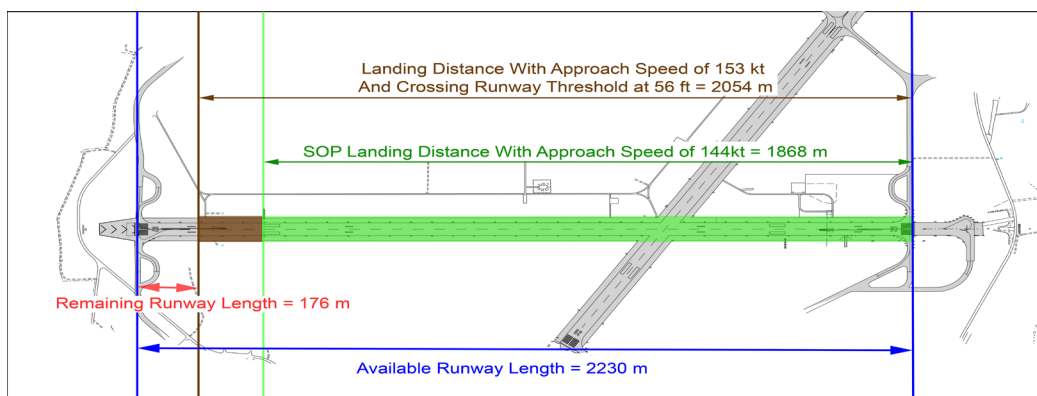 Landing Distance With Approach Speed of 153 kt
And Crossing Runway Threshold at 56 ft = 2054 m
SOP Landing Distance With Approach Speed of 144kt = 1868 m
Remaining Runway Length = 176 m
Available Runway Length = 2230 m